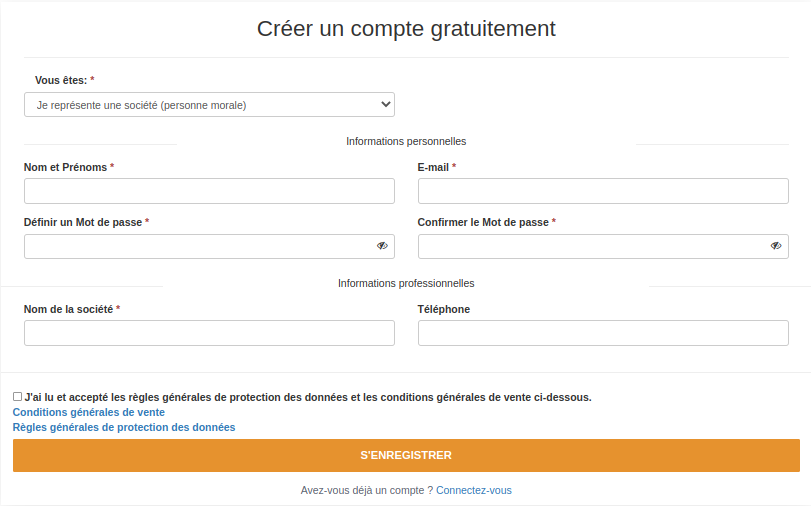 Créer un compte gratuitement
Vous êtes: *
Je représente une société (personne morale)
Informations personnelles
Nom et Prénoms *
E-mail *
Définir un Mot de passe *
Confirmer le Mot de passe *
Informations professionnelles
Nom de la société *
Téléphone
J'ai lu et accepté les règles générales de protection des données et les conditions générales de vente ci-dessous.
Conditions générales de vente
Règles générales de protection des données
S'ENREGISTRER
Avez-vous déjà un compte ? Connectez-vous